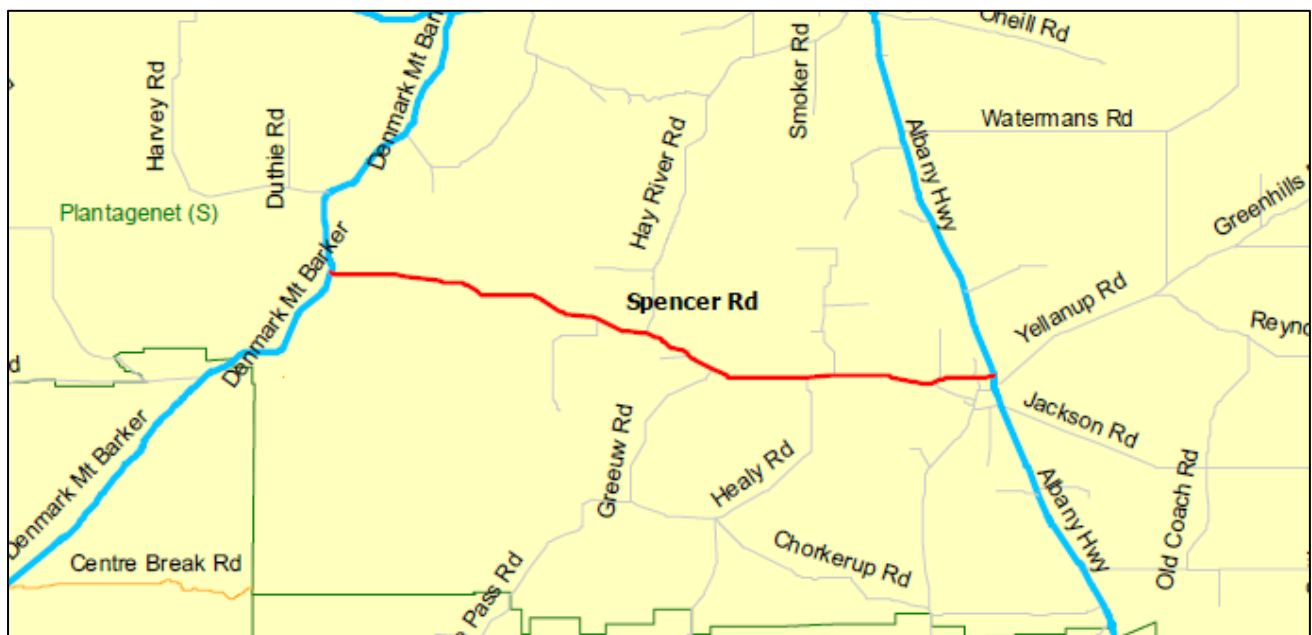 Oneill Rd
Denmark Mt Bar
Harvey Rd
Smoker Rd
Duthie Rd
Albany Hwy
Watermans Rd
Hay River Rd
Greenhills
Plantagenet (S)
Denmark Mt Barker
Spencer Rd
Yellanup Rd
Reyno
d
Jackson Rd
Greeuw Rd
Healy Rd
Old Coach Rd
Denmark Mt Barker
Albany Hwy
Chorkerup Rd
Centre Break Rd
Pass Rd